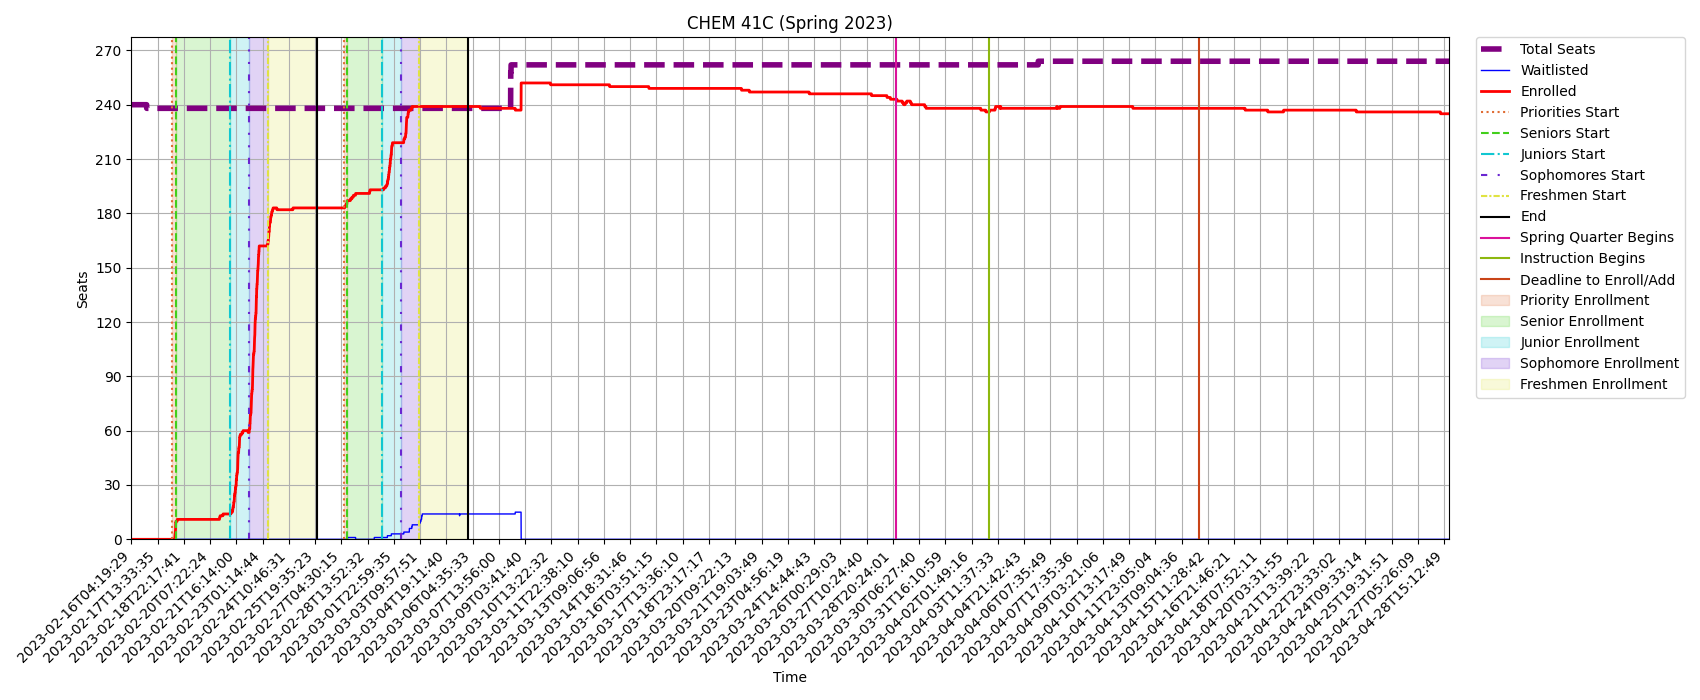 CHEM 41C (Spring 2023)
270
240
210
180
150
120
90
60
30
0
Seats
2023-02-16T04:19:29
2023-02-17T13:33:35
2023-02-18T22:17:41
2023-02-20T07:22:24
2023-02-21T16:14:00
2023-02-23T01:14:44
2023-02-24T10:46:31
2023-02-25T19:35:23
2023-02-27T04:30:15
2023-02-28T13:52:32
2023-03-01T22:59:35
2023-03-03T09:57:51
2023-03-04T19:11:40
2023-03-06T04:35:33
2023-03-07T13:56:00
2023-03-09T03:41:40
2023-03-10T13:22:32
2023-03-11T22:38:10
2023-03-13T09:06:56
2023-03-14T18:31:46
2023-03-16T03:51:15
2023-03-17T13:36:10
2023-03-18T23:17:17
2023-03-20T09:22:13
2023-03-21T19:03:49
2023-03-23T04:56:19
2023-03-24T14:44:43
2023-03-26T00:29:03
2023-03-27T10:24:40
2023-03-28T20:24:01
2023-03-30T06:27:40
2023-03-31T16:10:59
2023-04-02T01:49:16
2023-04-03T11:37:33
2023-04-04T21:42:43
2023-04-06T07:35:49
2023-04-07T17:35:36
2023-04-09T03:21:06
2023-04-10T13:17:49
2023-04-11T23:05:04
2023-04-13T09:04:36
2023-04-15T11:28:42
2023-04-16T21:46:21
2023-04-18T07:52:11
2023-04-20T03:31:55
2023-04-21T13:39:22
2023-04-22T23:33:02
2023-04-24T09:33:14
2023-04-25T19:31:51
2023-04-27T05:26:09
2023-04-28T15:12:49
Time
Total Seats
Waitlisted
Enrolled
Priorities Start
Seniors Start
Juniors Start
Sophomores Start
Freshmen Start
End
Spring Quarter Begins
Instruction Begins
Deadline to Enroll/Add
Priority Enrollment
Senior Enrollment
Junior Enrollment
Sophomore Enrollment
Freshmen Enrollment